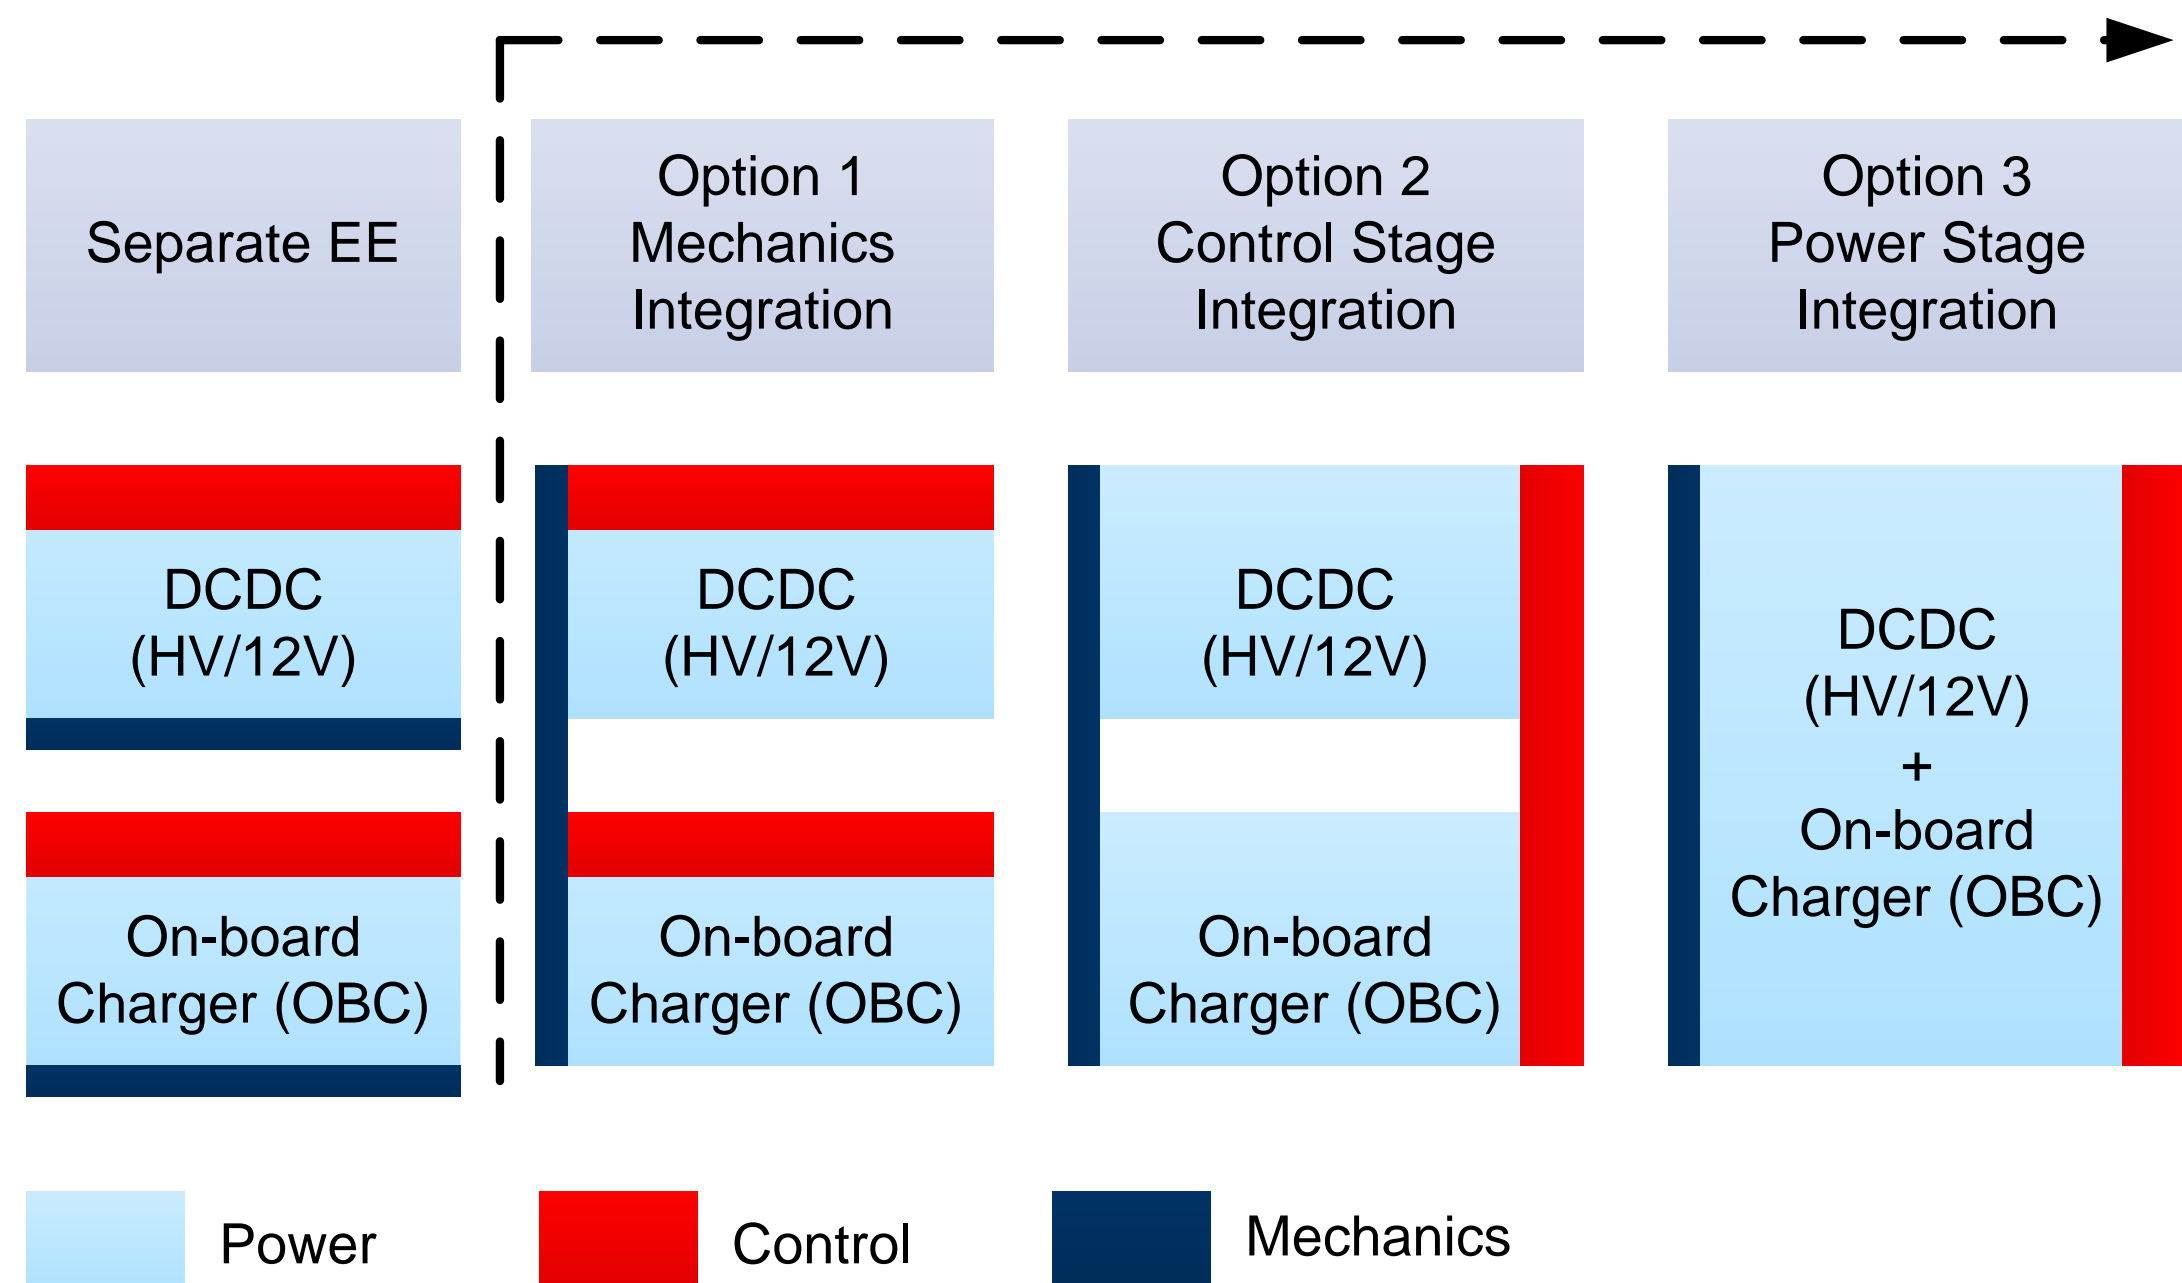 Separate EE
Option 1
Mechanics
Integration
Option 2
Control Stage
Integration
Option 3
Power Stage
Integration
DCDC
(HV/12V)
On-board
Charger (OBC)
DCDC
(HV/12V)
On-board
Charger (OBC)
DCDC
(HV/12V)
On-board
Charger (OBC)
DCDC
(HV/12V)
+
On-board
Charger (OBC)
Power
Control
Mechanics